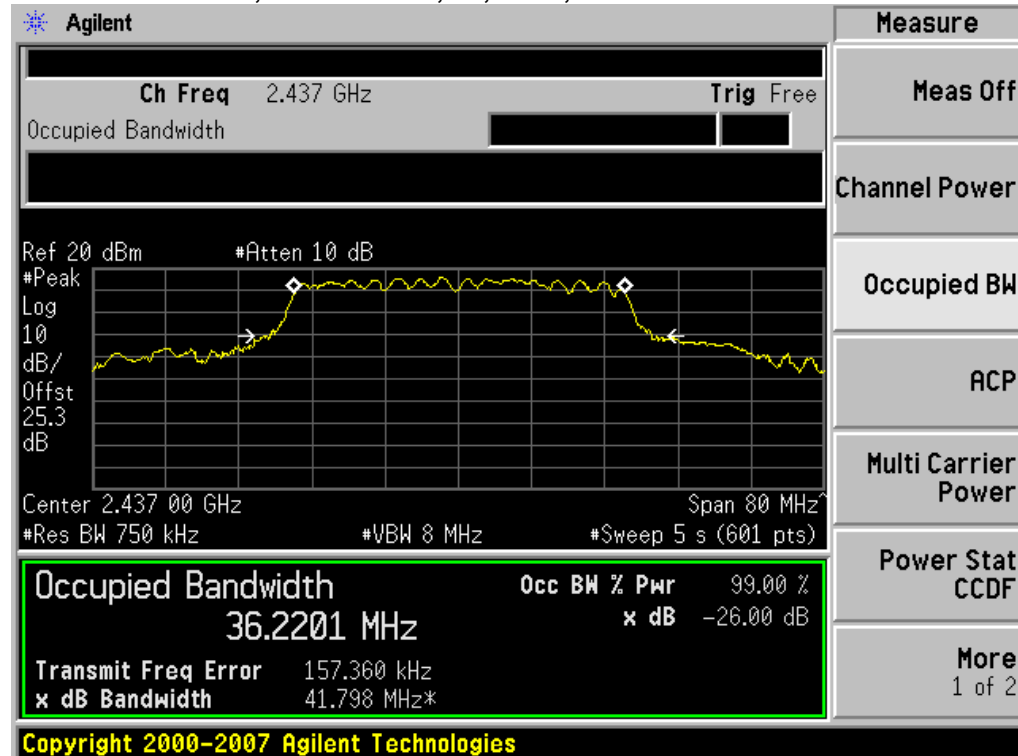 Agilent
Measure
Ch Freq 2.437 GHz Trig Free
Occupied Bandwidth
Meas Off
Channel Power
Occupied BW
ACP
Multi Carrier
Power
Power Stat
CCDF
More
1 of 2
Ref 20 dBm #Atten 10 dB
#Peak
Log
10
dB/
Offst
25.3
dB
Center 2.437 00 GHz Span 80 MHz^
#Res BW 750 kHz #VBW 8 MHz #Sweep 5 s (601 pts)
Occupied Bandwidth Occ BW % Pwr 99.00 %
36.2201 MHz x dB -26.00 dB
Transmit Freq Error 157.360 kHz
x dB Bandwidth 41.798 MHz*
Copyright 2000-2007 Agilent Technologies